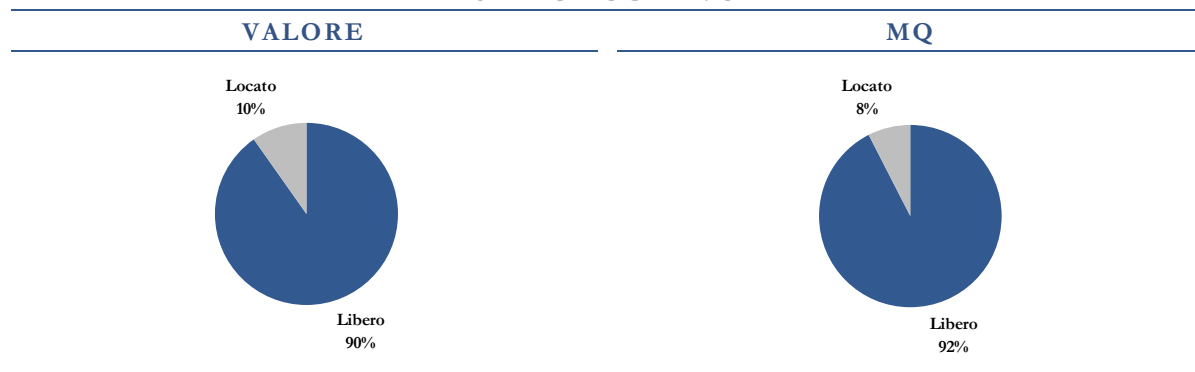 VALORE
MQ
Locato
10%
Libero
90%
Locato
8%
Libero
92%